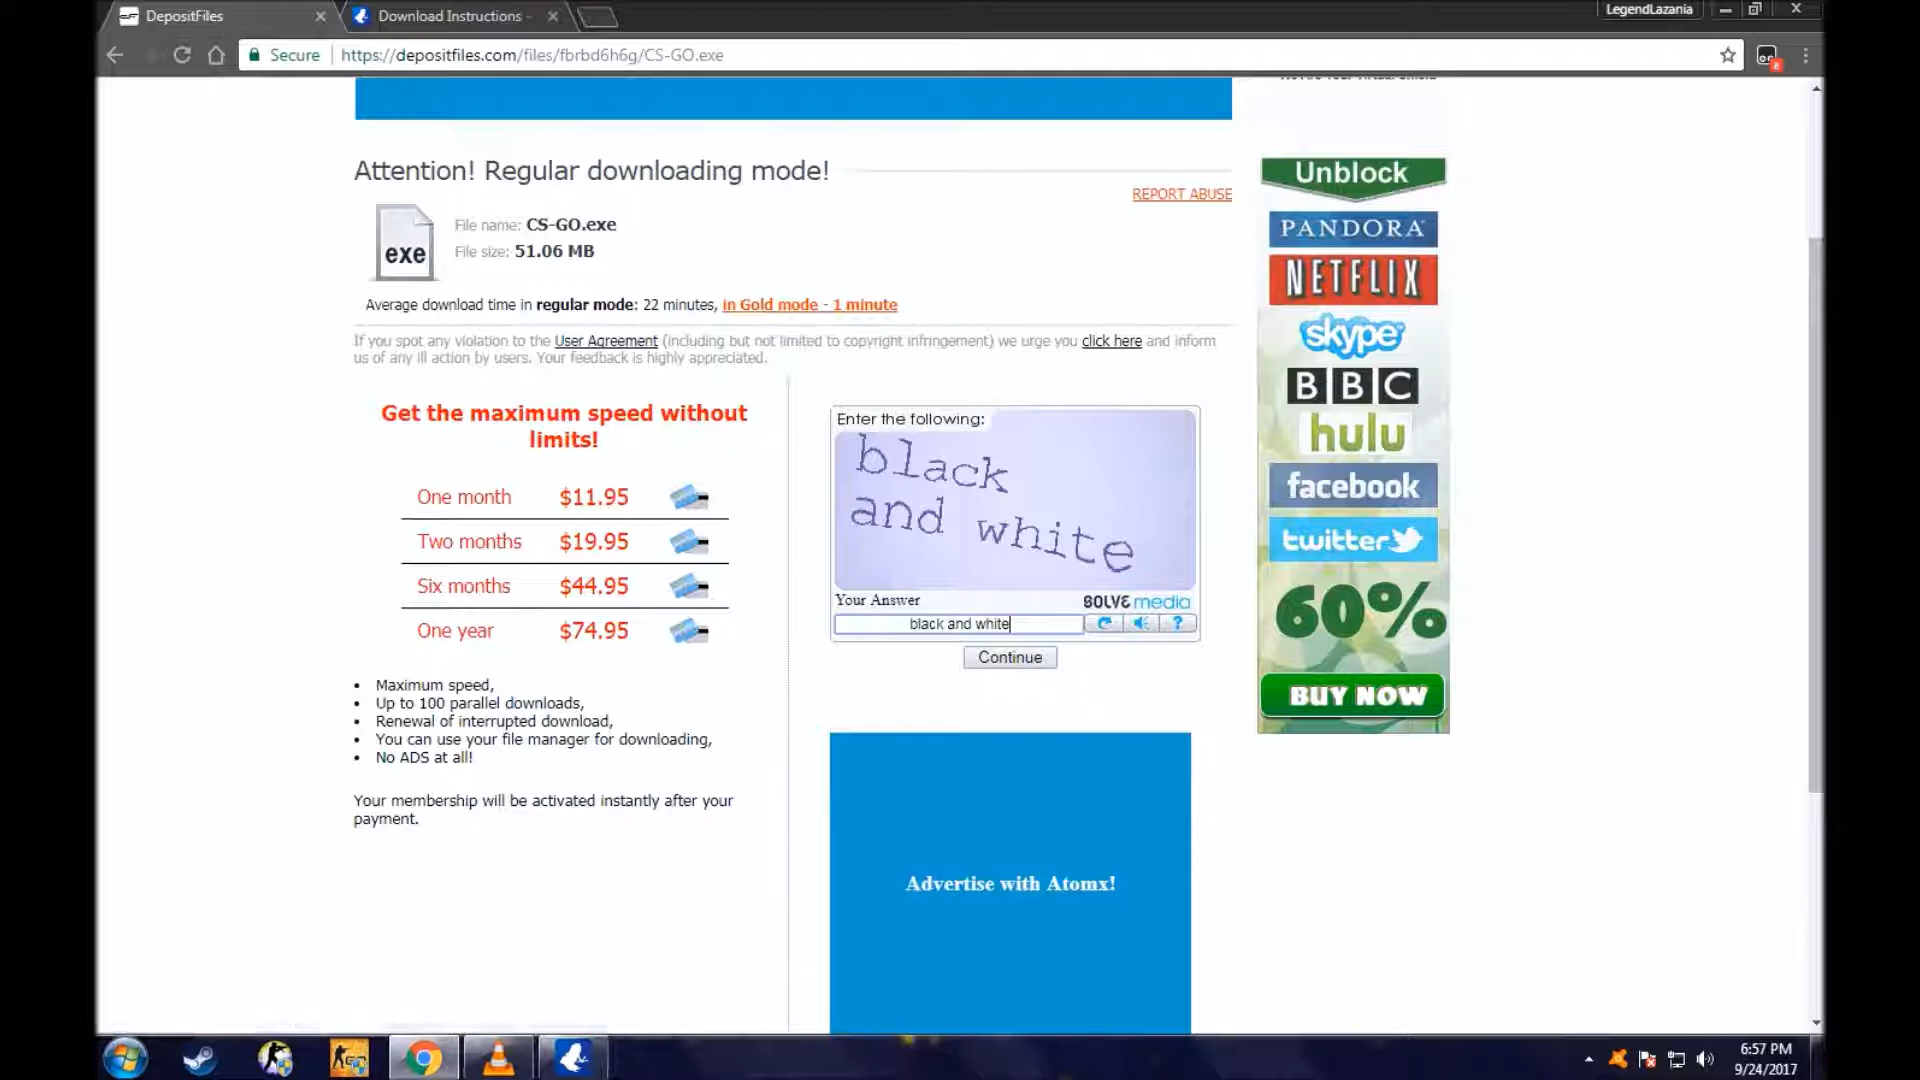 DepositFiles
Download Instructions -
LegendLazania
Secure
https://depositfiles.com/files/fbrbd6h6g/CS-GO.exe
Attention! Regular downloading mode!
REPORT ABUSE
exe
File name: CS-GO.exe
File size: 51.06 MB
Average download time in regular mode: 22 minutes, in Gold mode - 1 minute
If you spot any violation to the User Agreement (including but not limited to copyright infringement) we urge you click here and inform
us of any ill action by users. Your feedback is highly appreciated.
Get the maximum speed without
limits!
One month $11.95
Two months $19.95
Six months $44.95
One year $74.95
• Maximum speed,
• Up to 100 parallel downloads,
• Renewal of interrupted download,
• You can use your file manager for downloading,
• No ADS at all!
Your membership will be activated instantly after your
payment.
Enter the following:
black
and white
Your Answer
SOLVE media
black and white
?
Continue
Advertise with Atomx!
Unblock
PANDORA
NETFLIX
skype
BBC
hulu
facebook
twitter
60%
BUY NOW
GO
6:57 PM
9/24/2017